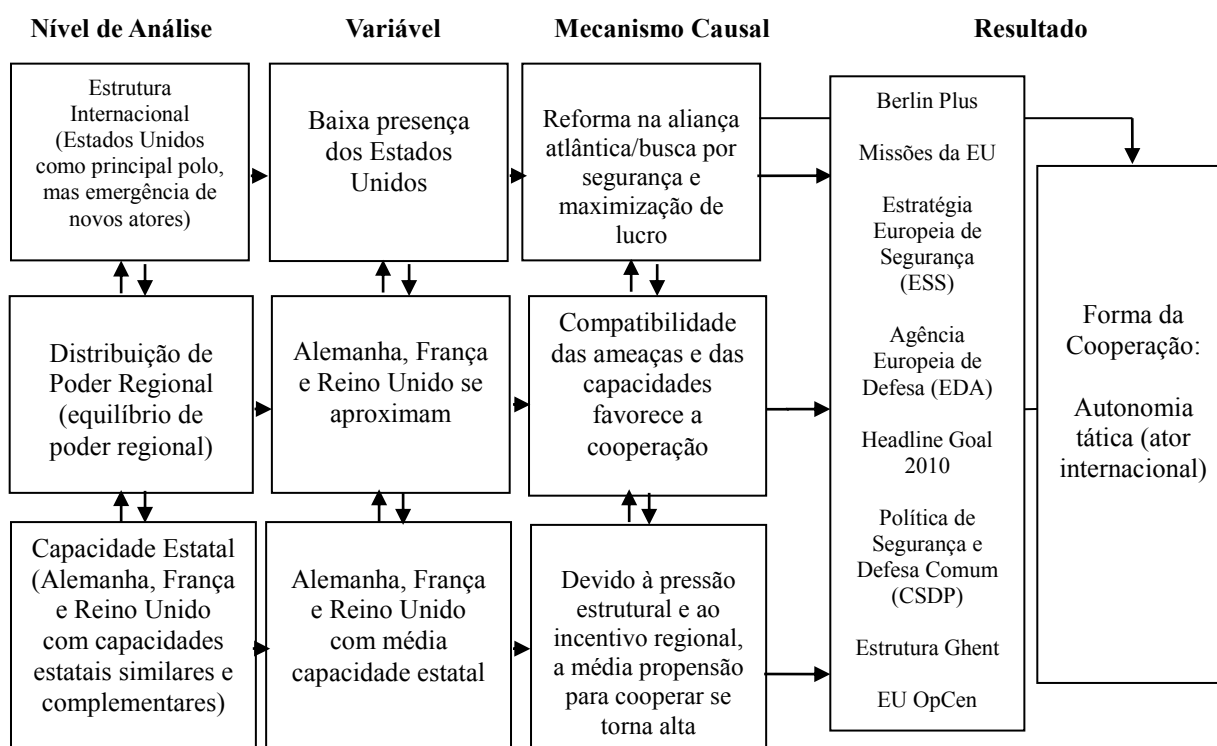 Nível de Análise
Variável
Mecanismo Causal
Resultado
Estrutura
Internacional
(Estados Unidos
como principal polo,
mas emergência de
novos atores)
Baixa presença
dos Estados
Unidos
Reforma na aliança
atlântica/busca por
segurança e
maximização de
lucro
Distribuição de
Poder Regional
(equilíbrio de
poder regional)
Alemanha, França
e Reino Unido se
aproximam
Compatibilidade
das ameaças e das
capacidades
favorece a
cooperação
Capacidade Estatal
(Alemanha, França
e Reino Unido
com capacidades
estatais similares e
complementares)
Alemanha, França
e Reino Unido
com média
capacidade estatal
Devido à pressão
estrutural e ao
incentivo regional,
a média propensão
para cooperar se
torna alta
Berlin Plus
Missões da EU
Estratégia
Europeia de
Segurança
(ESS)
Agência
Europeia de
Defesa (EDA)
Headline Goal
2010
Política de
Segurança e
Defesa Comum
(CSDP)
Estrutura Ghent
EU OpCen
Forma da
Cooperação:
Autonomia
tática (ator
internacional)